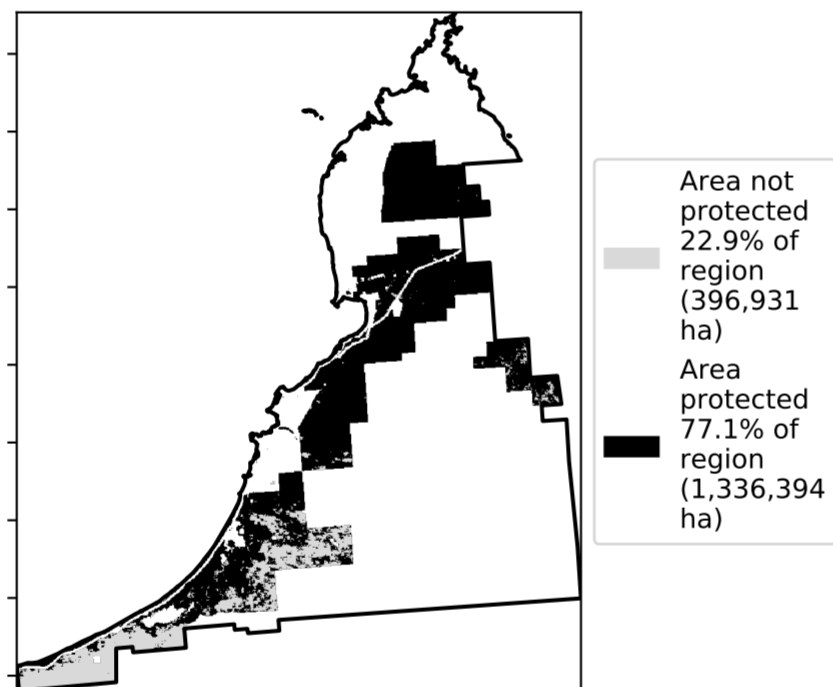 Area not
protected
22.9% of
region
(396,931
ha)
Area
protected
77.1% of
region
(1,336,394
ha)